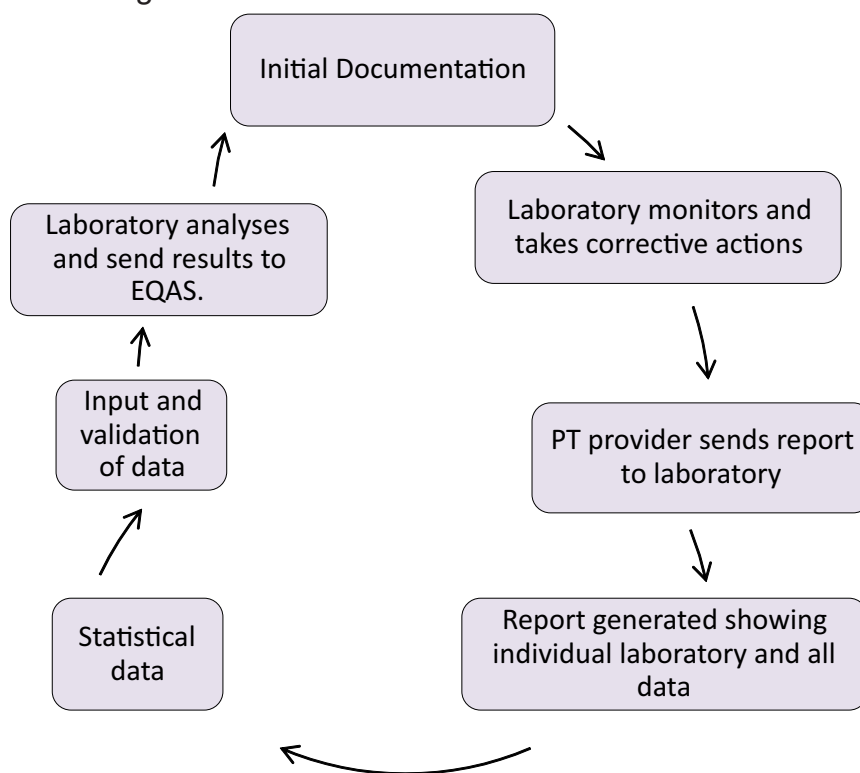 Initial Documentation
Laboratory monitors and
takes corrective actions
PT provider sends report
to laboratory
Report generated showing
individual laboratory and all
data
Statistical
data
Input and
validation
of data
Laboratory analyses
and send results to
EQAS.